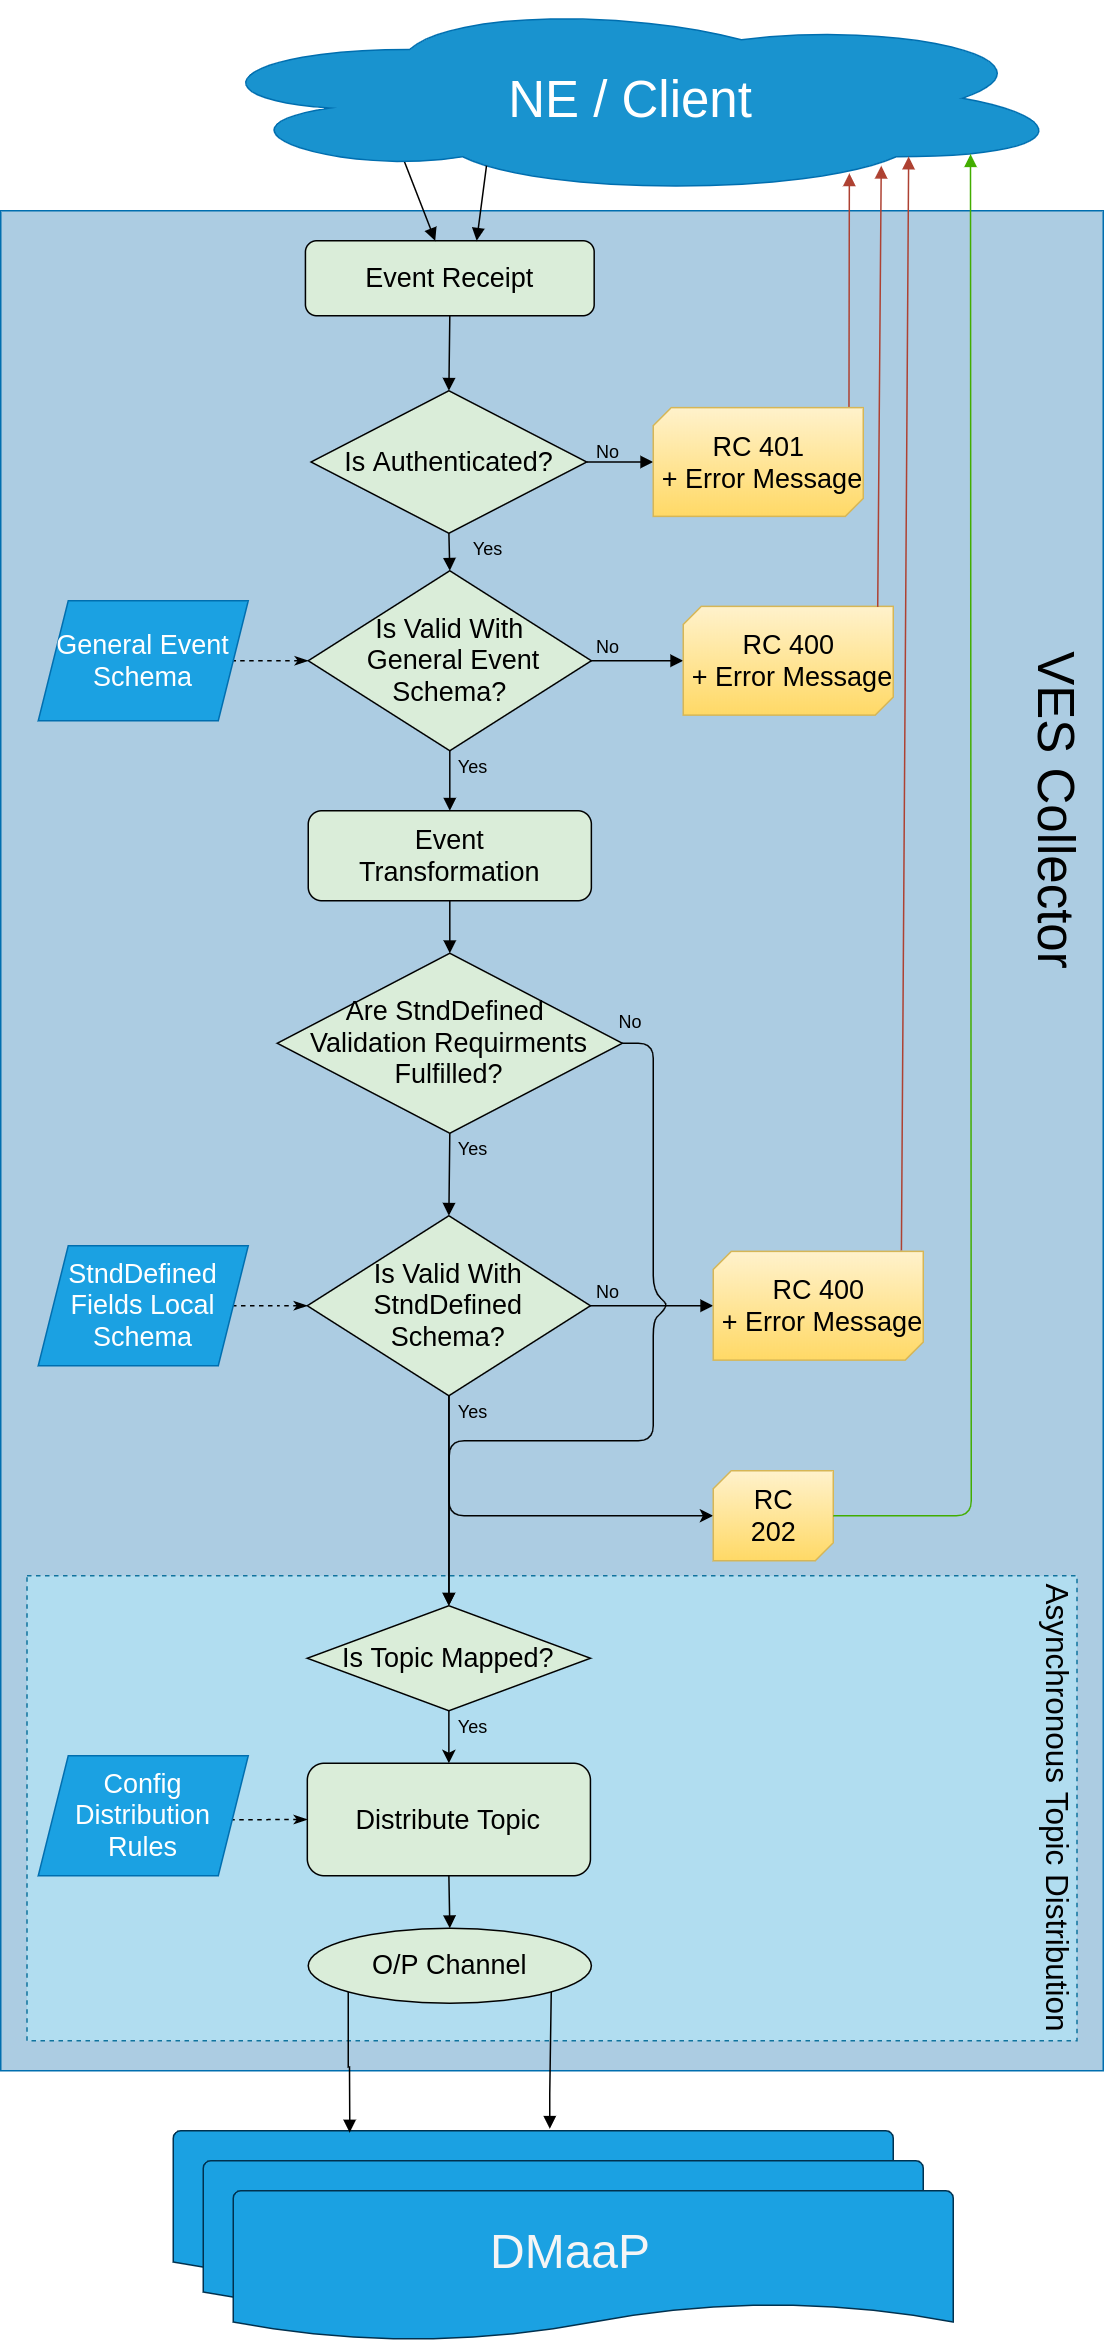 NE / Client
Event Receipt
Is Authenticated?
No
RC 401
+ Error Message
Yes
General Event
Schema
Is Valid With
General Event
Schema?
No
RC 400
+ Error Message
Yes
VES Collector
Event
Transformation
Are StndDefined
Validation Requirments
Fulfilled?
No
Yes
StndDefined
Fields Local
Schema
Is Valid With
StndDefined
Schema?
No
RC 400
+ Error Message
Yes
RC
202
Asynchronous Topic Distribution
Is Topic Mapped?
Yes
Config
Distribution
Rules
Distribute Topic
O/P Channel
DMaaP